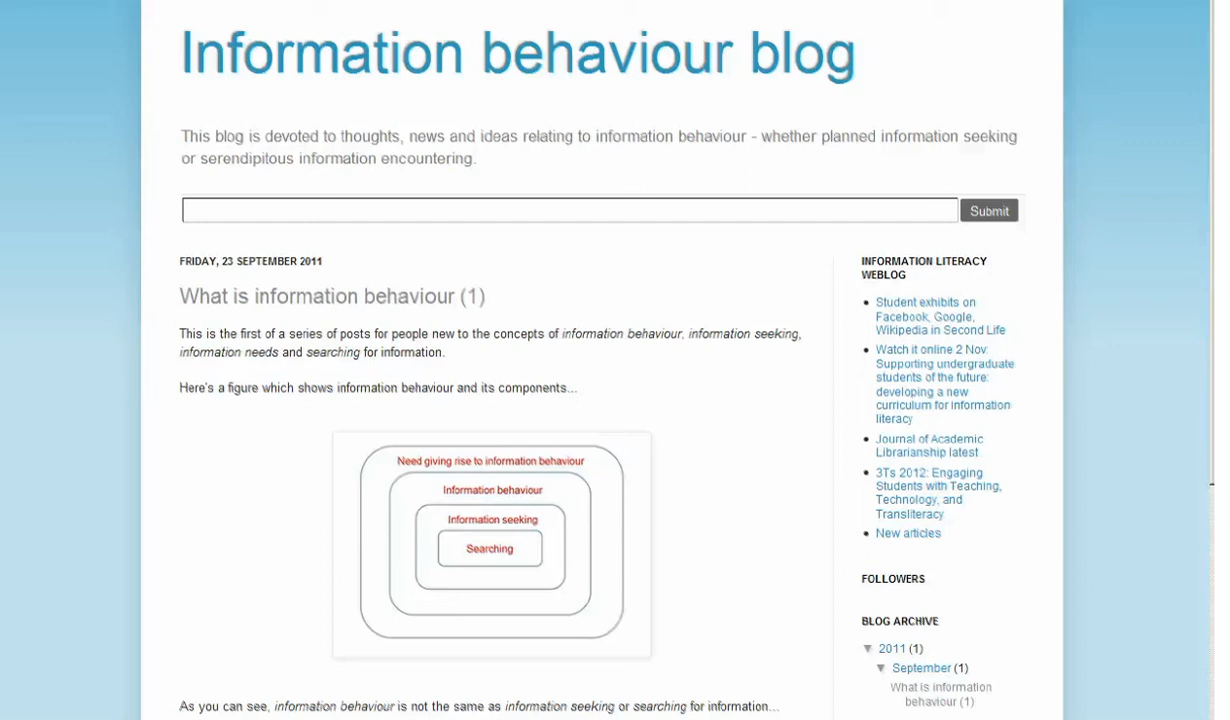 Information behaviour blog
This blog is devoted to thoughts, news and ideas relating to information behaviour - whether planned information seeking
or serendipitous information encountering.
Submit
FRIDAY, 23 SEPTEMBER 2011
What is information behaviour (1)
This is the first of a series of posts for people new to the concepts of information behaviour, information seeking,
information needs and searching for information.
Here's a figure which shows information behaviour and its components...
Need giving rise to information behaviour
Information behaviour
Information seeking
Searching
As you can see, information behaviour is not the same as information seeking or searching for information...
INFORMATION LITERACY
WEBLOG
Student exhibits on
Facebook, Google,
Wikipedia in Second Life
Watch it online 2 Nov:
Supporting undergraduate
students of the future:
developing a new
curriculum for information
literacy
Journal of Academic
Librarianship latest
3Ts 2012: Engaging
Students with Teaching,
Technology, and
Transliteracy
New articles
FOLLOWERS
BLOG ARCHIVE
▼ 2011 (1)
▼ September (1)
What is information
behaviour (1)